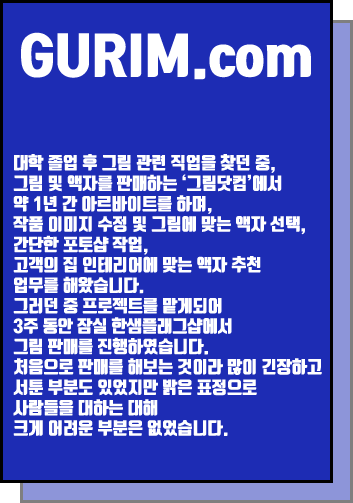 GURIM.com
대학 졸업 후 그림 관련 직업을 찾던 중,
그림 및 액자를 판매하는 ‘그림닷컴’에서
약 1년 간 아르바이트를 하며,
작품 이미지 수정 및 그림에 맞는 액자 선택,
간단한 포토샵 작업,
고객의 집 인테리어에 맞는 액자 추천
업무를 해왔습니다.
그러던 중 프로젝트를 맡게되어
3주 동안 잠실 한샘플래그샵에서
그림 판매를 진행하였습니다.
처음으로 판매를 해보는 것이라 많이 긴장하고
서툰 부분도 있었지만 밝은 표정으로
사람들을 대하는 대해
크게 어려운 부분은 없었습니다.